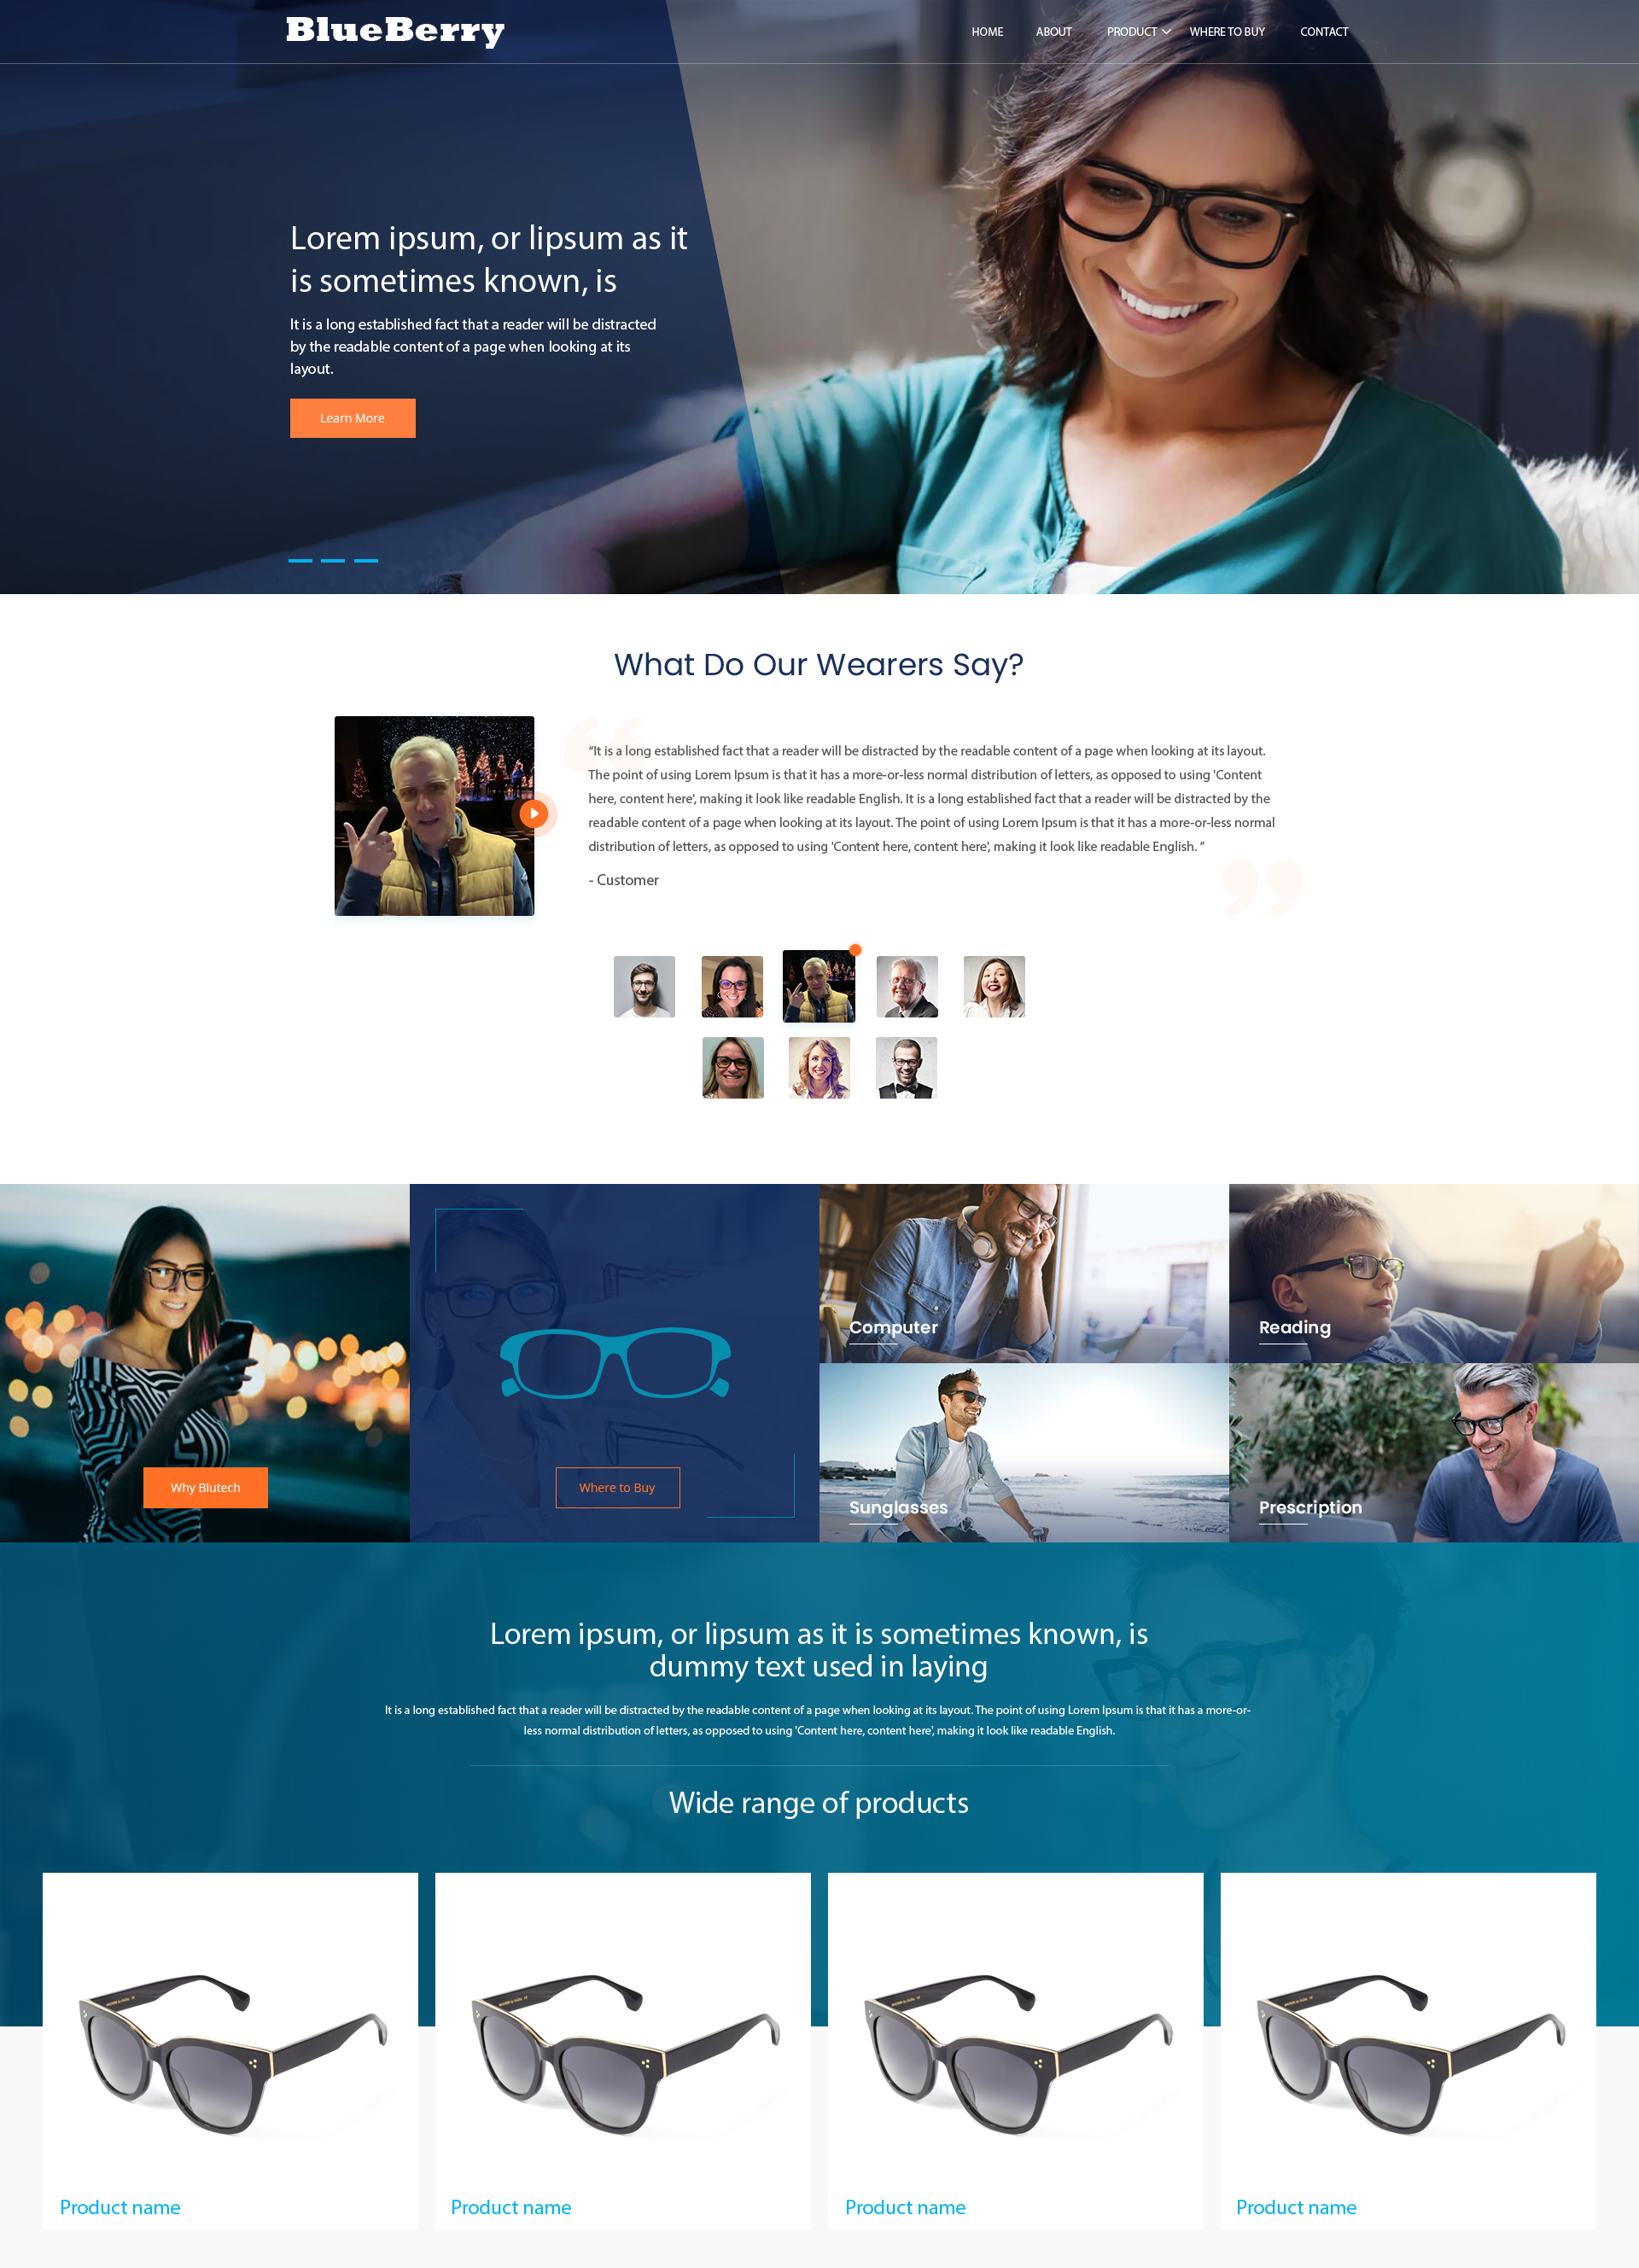 BlueBerry
HOME ABOUT PRODUCT WHERE TO BUY CONTACT
Lorem ipsum, or lipsum as it
is sometimes known, is
It is a long established fact that a reader will be distracted
by the readable content of a page when looking at its
layout.
Learn More
What Do Our Wearers Say?
“It is a long established fact that a reader will be distracted by the readable content of a page when looking at its layout.
The point of using Lorem Ipsum is that it has a more-or-less normal distribution of letters, as opposed to using 'Content
here, content here', making it look like readable English. It is a long established fact that a reader will be distracted by the
readable content of a page when looking at its layout. The point of using Lorem Ipsum is that it has a more-or-less normal
distribution of letters, as opposed to using 'Content here, content here', making it look like readable English. ”
- Customer
Computer
Reading
Why Blutech
Where to Buy
Sunglasses
Prescription
Lorem ipsum, or lipsum as it is sometimes known, is
dummy text used in laying
It is a long established fact that a reader will be distracted by the readable content of a page when looking at its layout. The point of using Lorem Ipsum is that it has a more-or-
less normal distribution of letters, as opposed to using 'Content here, content here', making it look like readable English.
Wide range of products
Product name
Product name
Product name
Product name